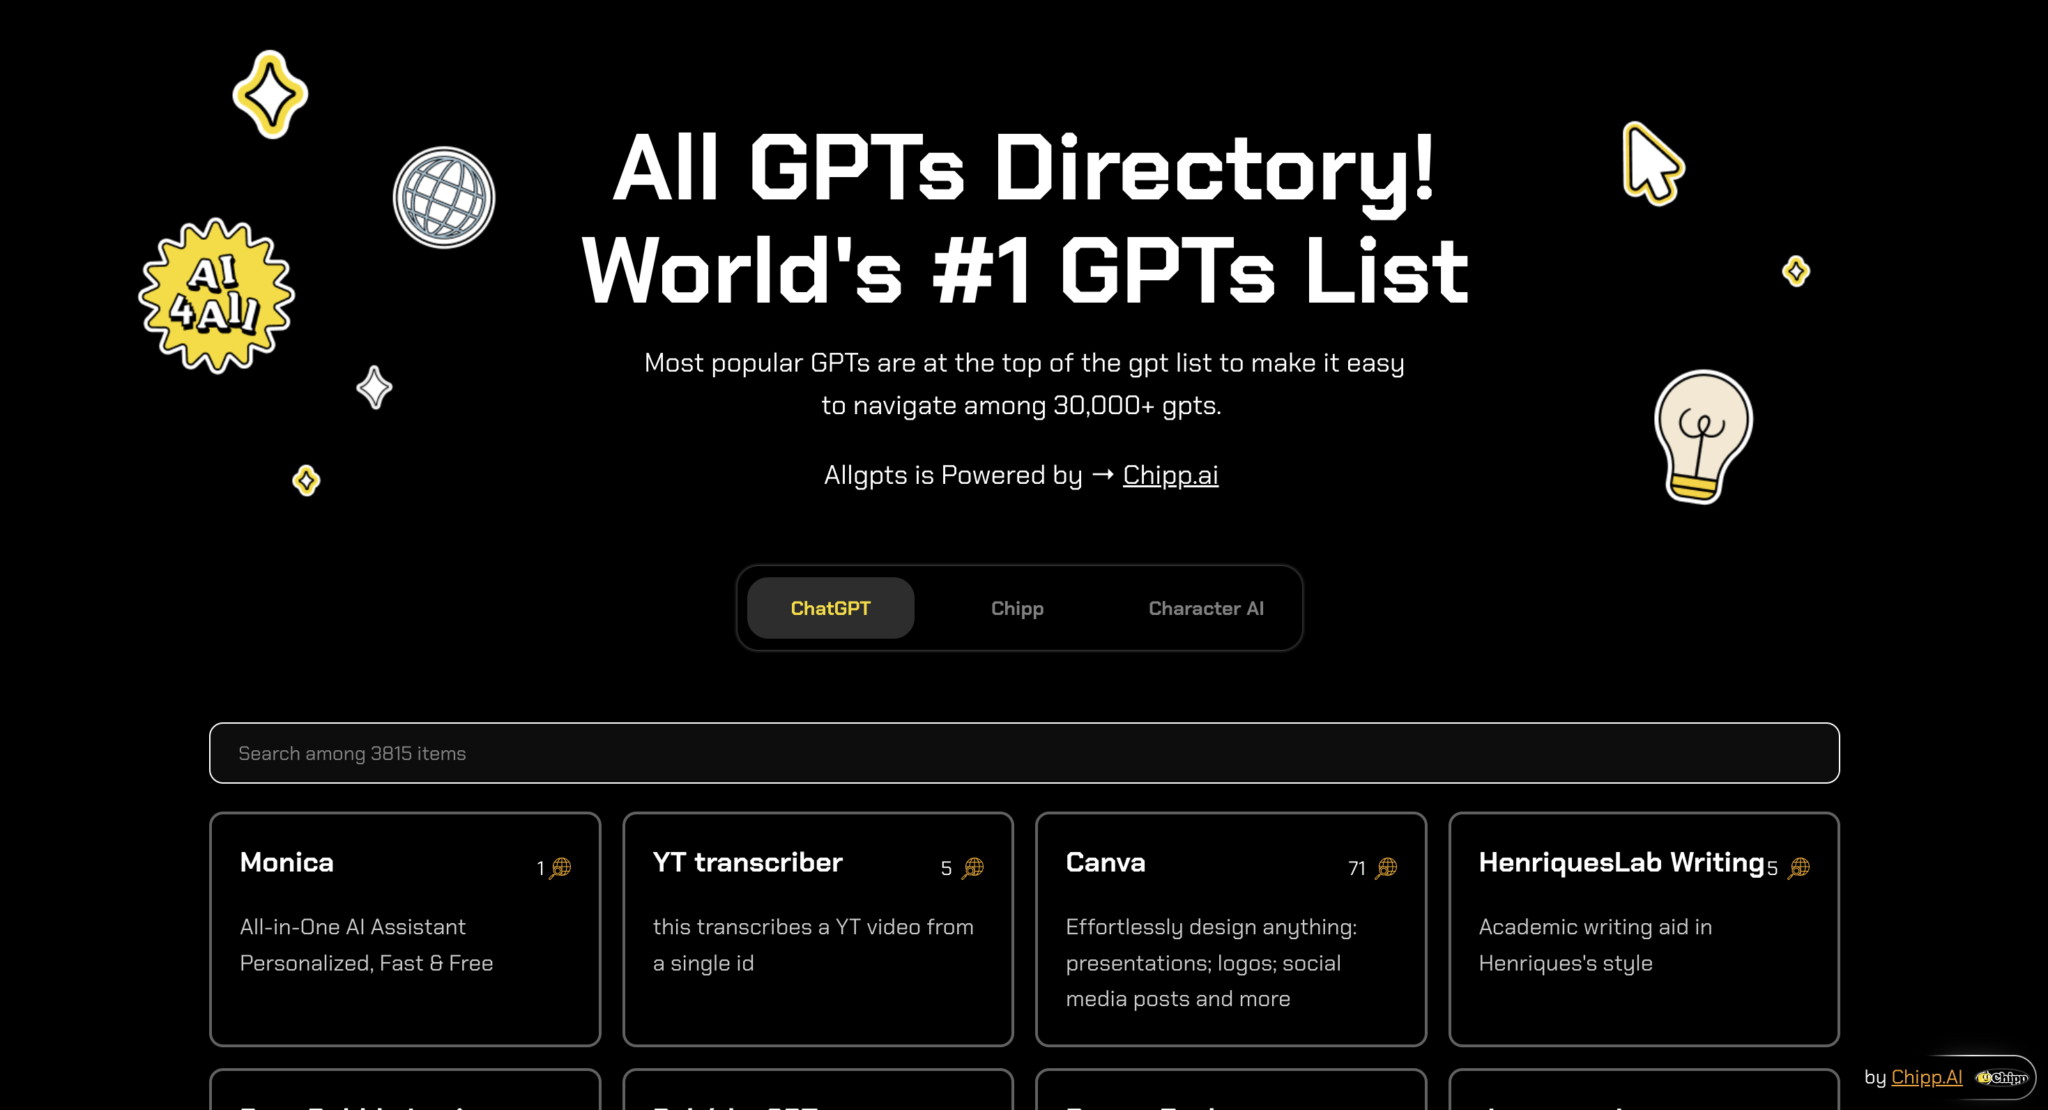 All GPTs Directory!
World's #1 GPTs List
AI
4All
Most popular GPTs are at the top of the gpt list to make it easy
to navigate among 30,000+ gpts.
Allgpts is Powered by → Chipp.ai
ChatGPT
Chipp
Character AI
Search among 3815 items
Monica
1
All-in-One AI Assistant
Personalized, Fast & Free
YT transcriber
5
this transcribes a YT video from
a single id
Canva
71
Effortlessly design anything:
presentations; logos; social
media posts and more
HenriquesLab Writing
5
Academic writing aid in
Henriques's style
by Chipp.AI
Chipp